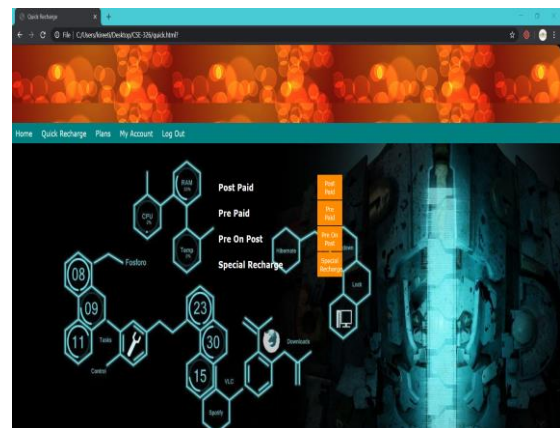 Quick Recharge
File | C:/Users/kireeti/Desktop/CSE-326/quick.html?
Home Quick Recharge Plans My Account Log Out
RAM
CPU
Temp
Post Paid
Post Paid
Pre Paid
Pre Paid
Pre On Post
Pre On Post
Special Recharge
Special Recharge
Fosforo
08
09
11
Tasks
Control
23
30
15
VLC
Spotify
Downloads
Lock